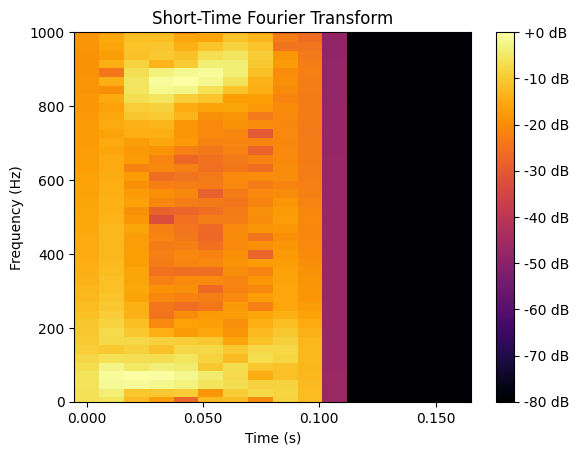 Short-Time Fourier Transform
1000
800
600
400
200
0
Frequency (Hz)
0.000
0.050
0.100
0.150
Time (s)
+0 dB
-10 dB
-20 dB
-30 dB
-40 dB
-50 dB
-60 dB
-70 dB
-80 dB